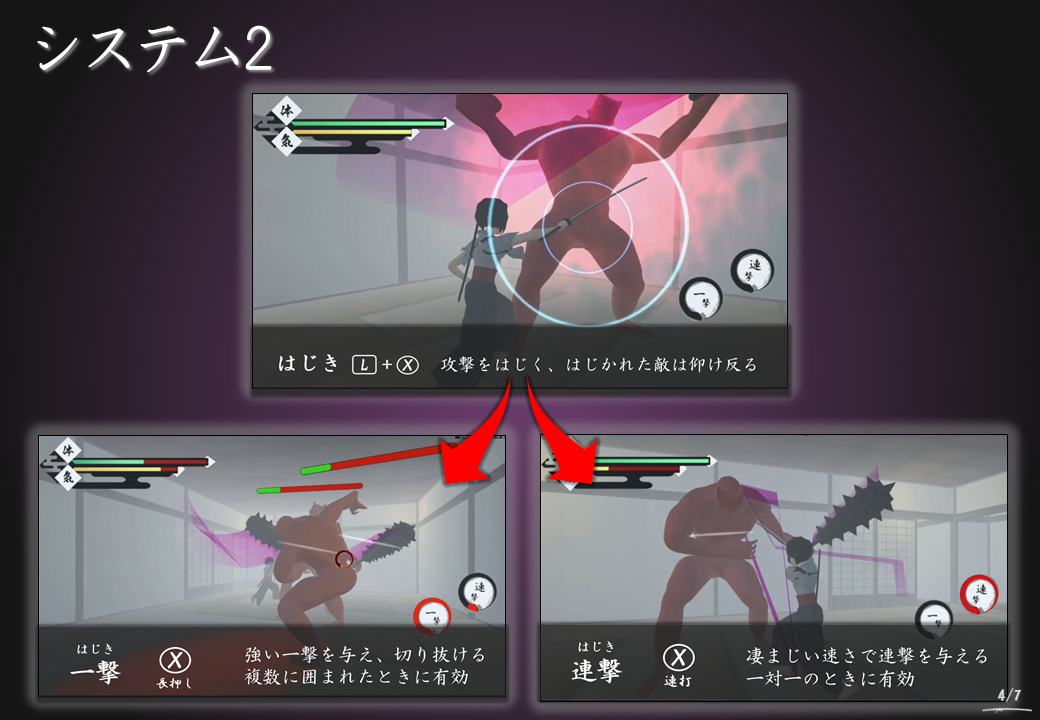 システム2
体
気
連
撃
一
撃
はじき L+X 攻撃をはじく、はじかれた敵は仰け反る
体
気
連
撃
一
撃
はじき
一撃
X
長押し
強い一撃を与え、切り抜ける
複数に囲まれたときに有効
連
撃
一
撃
はじき
連撃
X
連打
凄まじい速さで連撃を与える
一対一のときに有効
4/7